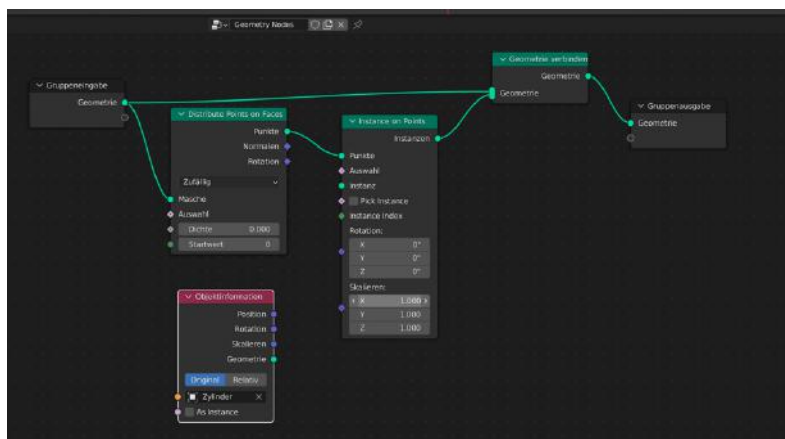 Geometry Nodes
Gruppeneingabe
Geometrie
Distribute Points on Faces
Punkte
Normalen
Rotation
Zufällig
Masche
Auswahl
Dichte 0.000
Startwert 0
Objektinformation
Position
Rotation
Skalieren
Geometrie
Original Relativ
Zylinder
As Instance
Instance on Points
Instanzen
Punkte
Auswahl
Instanz
Pick Instance
Instance Index
Rotation:
X 0°
Y 0°
Z 0°
Skalieren:
X 1.000
Y 1.000
Z 1.000
Geometrie verbinden
Geometrie
Geometrie
Gruppenausgabe
Geometrie